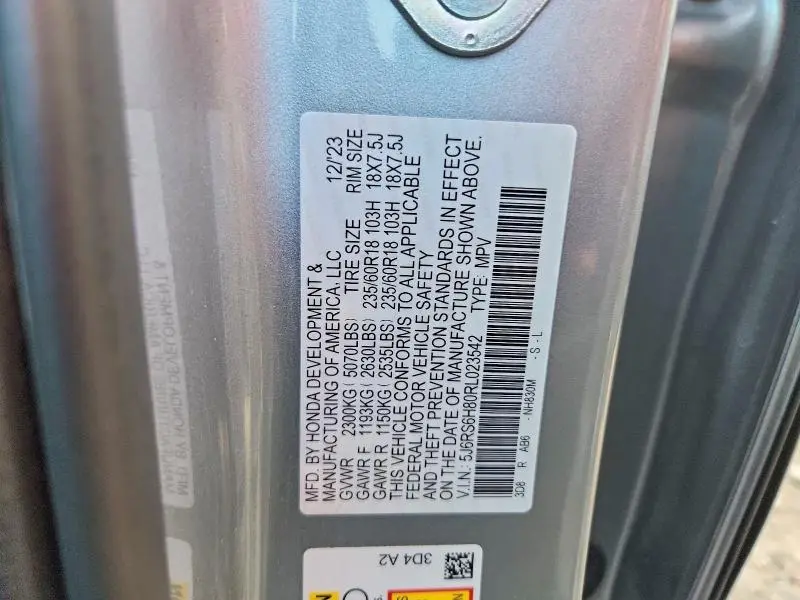 MFD. BY HONDA DEVELOPMENT &
MANUFACTURING OF AMERICA, LLC 12/'23
GVWR 2300KG ( 5070LBS) TIRE SIZE RIM SIZE
GAWR F 1193KG ( 2630LBS) 235/60R18 103H 18X7.5J
GAWR R 1150KG ( 2535LBS) 235/60R18 103H 18X7.5J
THIS VEHICLE CONFORMS TO ALL APPLICABLE
FEDERAL MOTOR VEHICLE SAFETY
AND THEFT PREVENTION STANDARDS IN EFFECT
ON THE DATE OF MANUFACTURE SHOWN ABOVE.
V.I.N.: 5J6RS6H80RL023542 TYPE: MPV
3D8 R AB6 -NH830M -S -L
3D4 A2